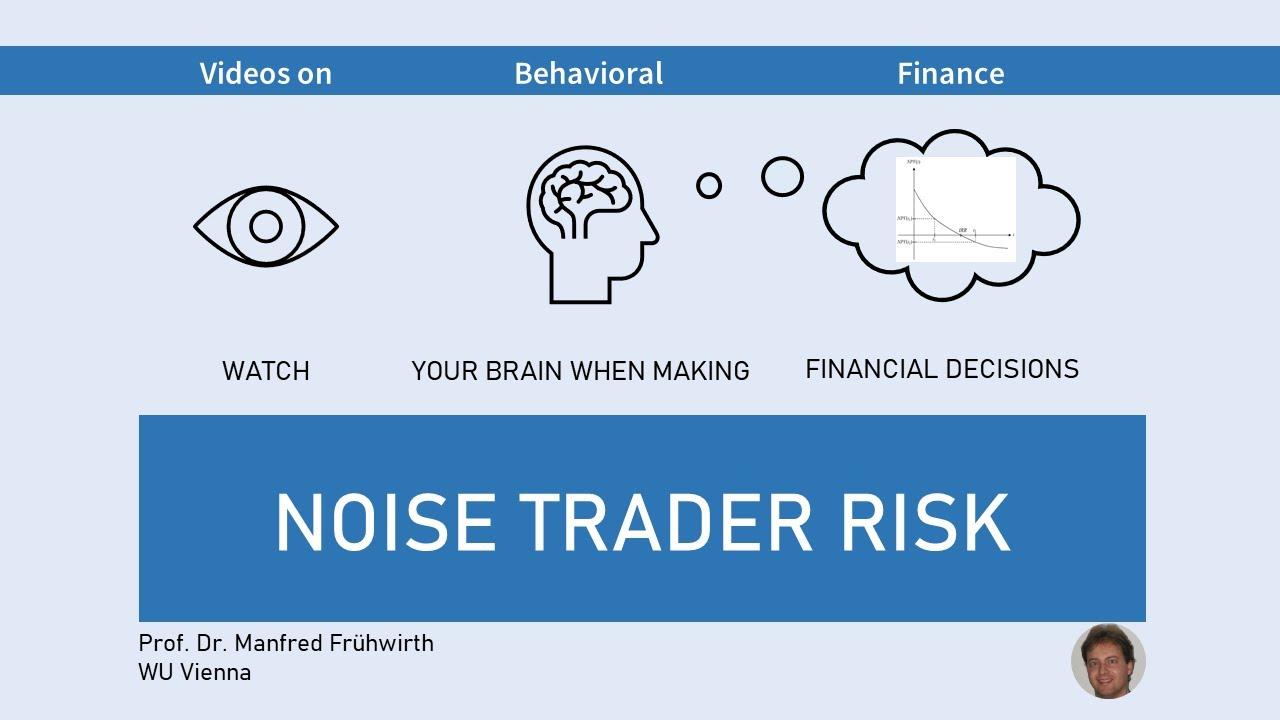 Videos on Behavioral Finance
WATCH YOUR BRAIN WHEN MAKING FINANCIAL DECISIONS
NOISE TRADER RISK
Prof. Dr. Manfred Frühwirth
WU Vienna